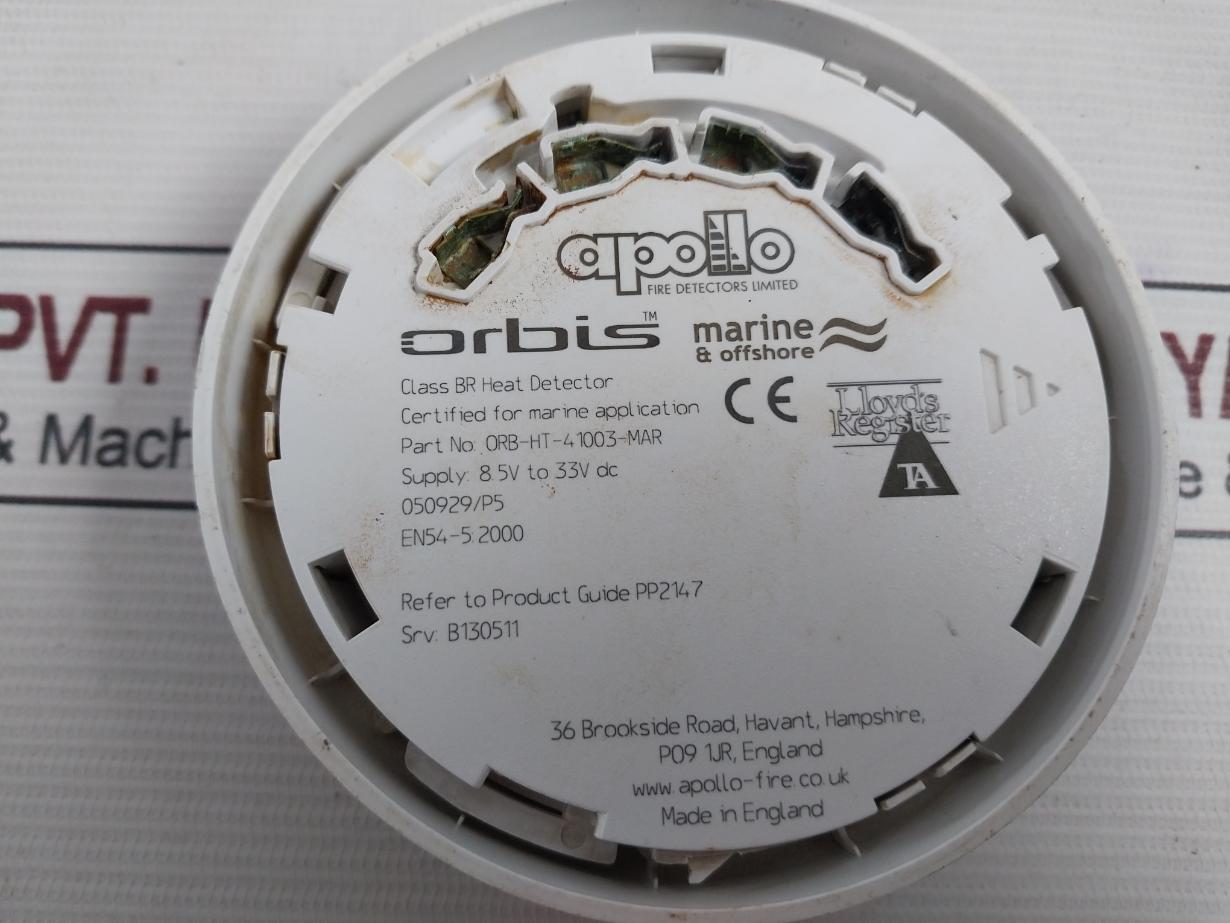 apollo
FIRE DETECTORS LIMITED
orbis™
marine
& offshore
Class BR Heat Detector
Certified for marine application
Part No: ORB-HT-41003-MAR
Supply: 8.5V to 33V dc
050929/P5
EN54-5:2000
CE
Lloyds
Register
TA
Refer to Product Guide PP2147
Srv: B130511
36 Brookside Road, Havant, Hampshire,
PO9 1JR, England
www.apollo-fire.co.uk
Made in England
PVT.
& Mach